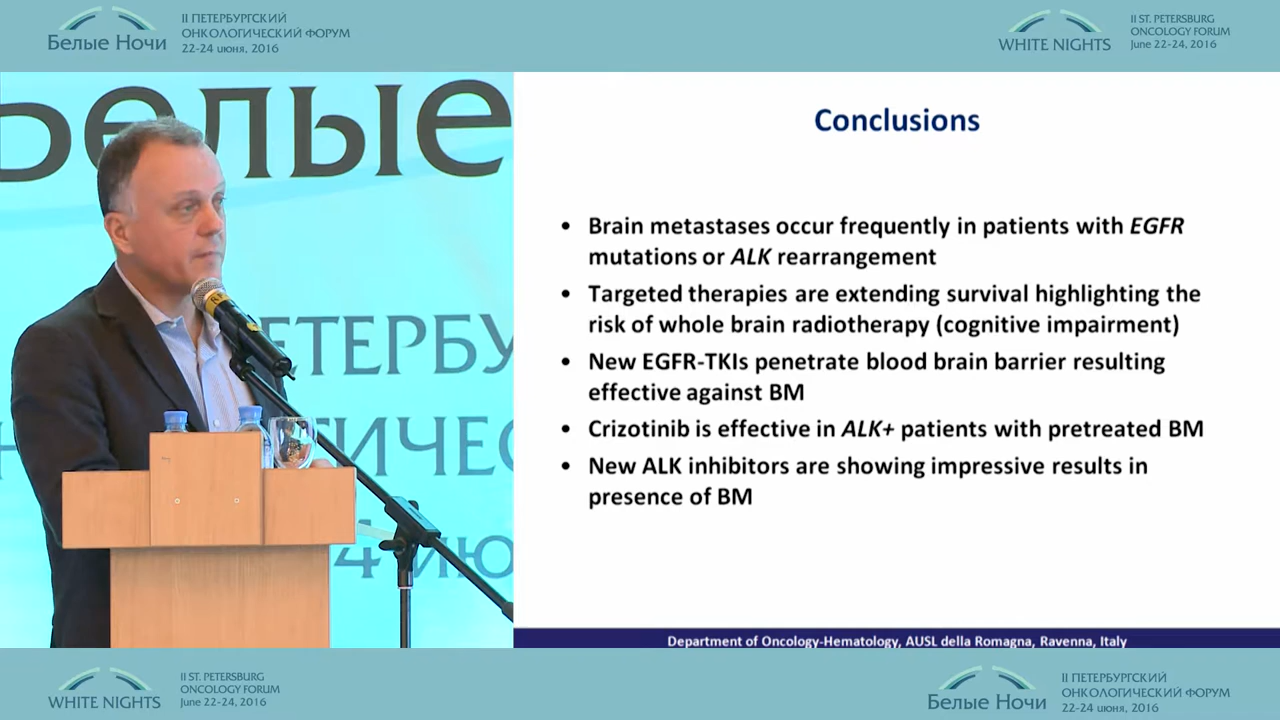 Белые Ночи
II ПЕТЕРБУРГСКИЙ
ОНКОЛОГИЧЕСКИЙ ФОРУМ
22-24 июня, 2016
WHITE NIGHTS
II ST. PETERSBURG
ONCOLOGY FORUM
June 22-24, 2016
Белые
ЕТЕРБУ
ТИЧЕС
4 ию
Conclusions
• Brain metastases occur frequently in patients with EGFR
mutations or ALK rearrangement
• Targeted therapies are extending survival highlighting the
risk of whole brain radiotherapy (cognitive impairment)
• New EGFR-TKIs penetrate blood brain barrier resulting
effective against BM
• Crizotinib is effective in ALK+ patients with pretreated BM
• New ALK inhibitors are showing impressive results in
presence of BM
Department of Oncology-Hematology, AUSL della Romagna, Ravenna, Italy
WHITE NIGHTS
II ST. PETERSBURG
ONCOLOGY FORUM
June 22-24, 2016
Белые Ночи
II ПЕТЕРБУРГСКИЙ
ОНКОЛОГИЧЕСКИЙ ФОРУМ
22-24 июня, 2016